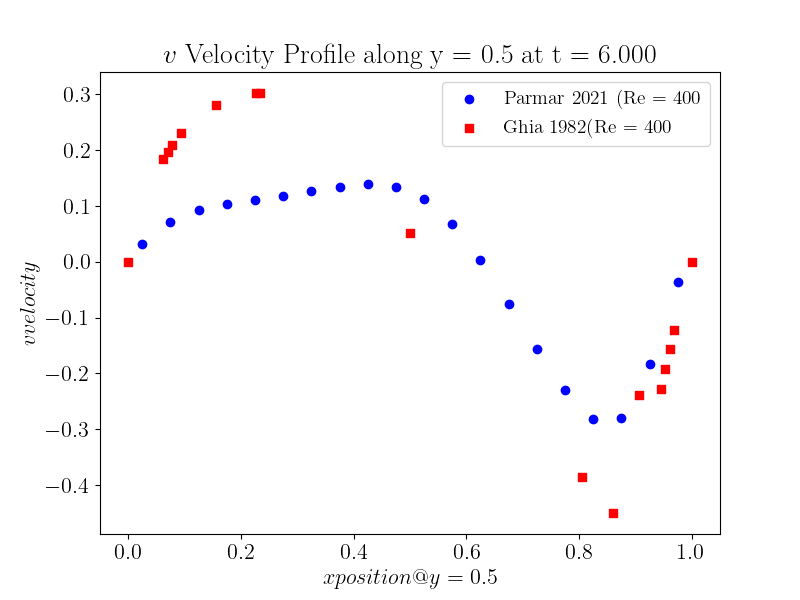 v Velocity Profile along y = 0.5 at t = 6.000
Parmar 2021 (Re = 400
Ghia 1982(Re = 400
0.3
0.2
0.1
0.0
−0.1
−0.2
−0.3
−0.4
vvelocity
0.0 0.2 0.4 0.6 0.8 1.0
xposition@y = 0.5